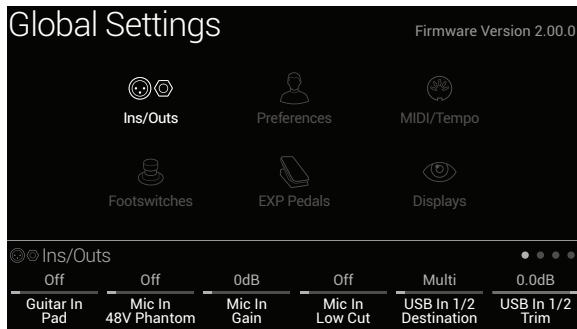 Global Settings
Firmware Version 2.00.0
Ins/Outs
Preferences
MIDI/Tempo
Footswitches
EXP Pedals
Displays
Ins/Outs
Off
Off
0dB
Off
Multi
0.0dB
Guitar In
Pad
Mic In
48V Phantom
Mic In
Gain
Mic In
Low Cut
USB In 1/2
Destination
USB In 1/2
Trim